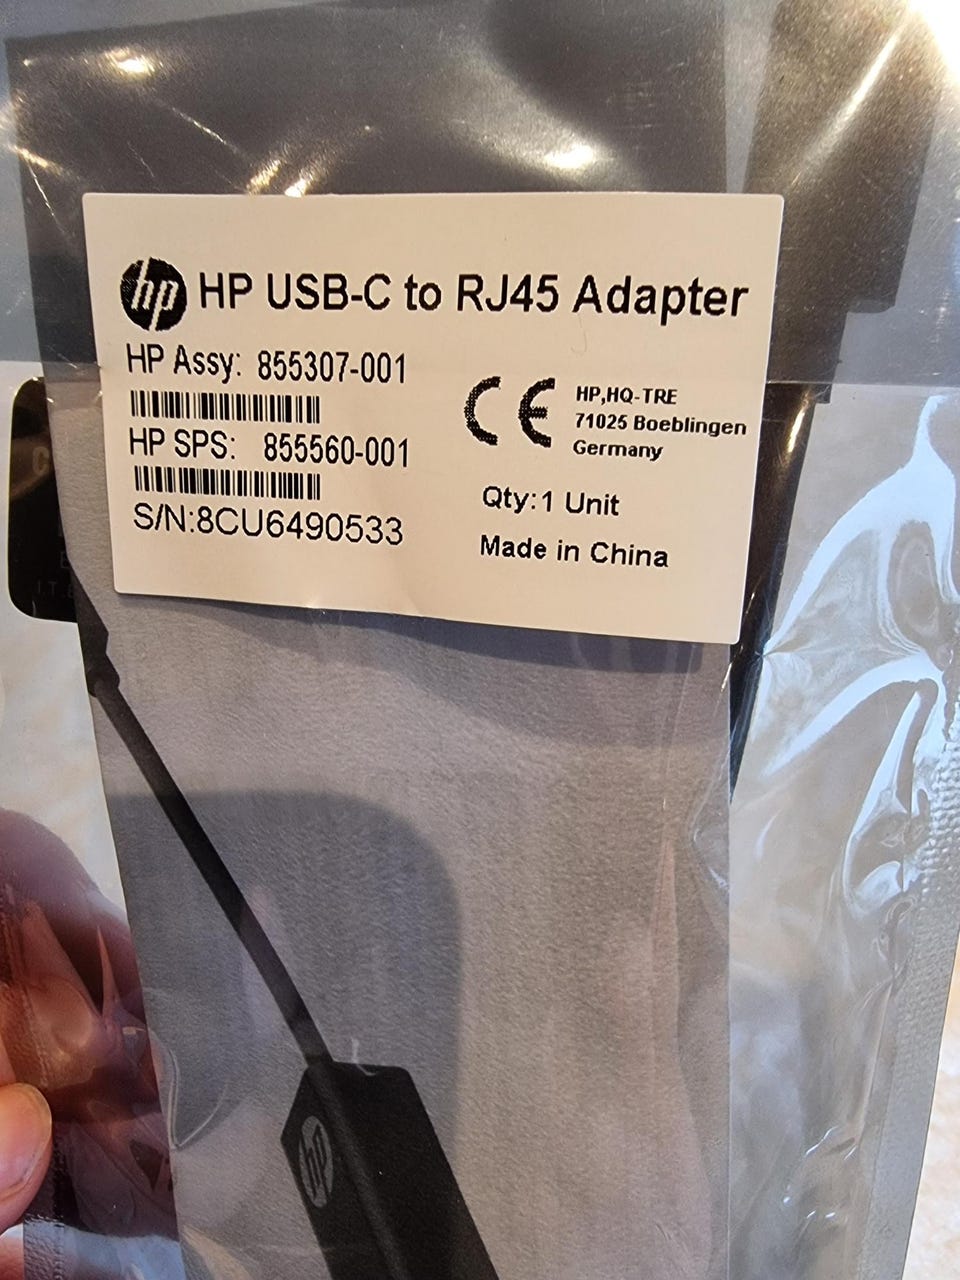 hp HP USB-C to RJ45 Adapter
HP Assy: 855307-001
HP SPS: 855560-001
S/N:8CU6490533
CE HP,HQ-TRE
71025 Boeblingen
Germany
Qty:1 Unit
Made in China
hp